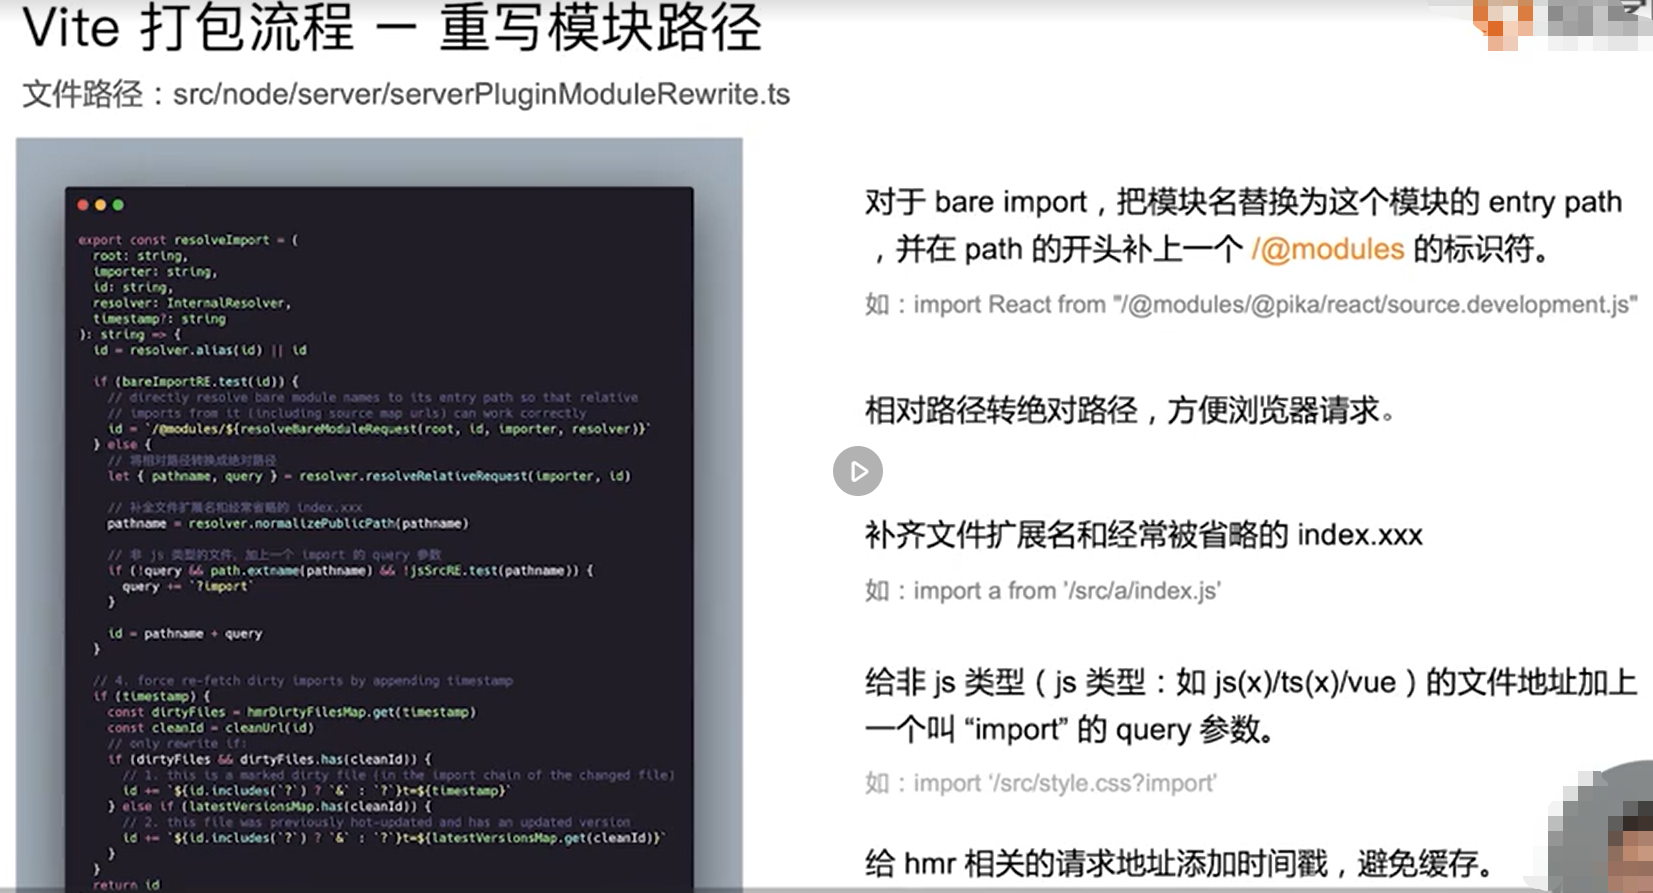 Vite 打包流程 — 重写模块路径
文件路径：src/node/server/serverPluginModuleRewrite.ts
export const resolveImport = (
root: string,
importer: string,
id: string,
resolver: InternalResolver,
timestamp?: string
): string => {
id = resolver.alias(id) || id
if (bareImportRE.test(id)) {
// directly resolve bare module names to its entry path so that relative
// imports from it (including source map urls) can work correctly
id = `/@modules/${resolveBareModuleRequest(root, id, importer, resolver)}`
} else {
// 将相对路径转换成绝对路径
let { pathname, query } = resolver.resolveRelativeRequest(importer, id)
// 补全文件扩展名和经常省略的 index.xxx
pathname = resolver.normalizePublicPath(pathname)
// 非 js 类型的文件，加上一个 import 的 query 参数
if (!query && path.extname(pathname) && !jsSrcRE.test(pathname)) {
query += `?import`
}
id = pathname + query
}
// 4. force re-fetch dirty imports by appending timestamp
if (timestamp) {
const dirtyFiles = hmrDirtyFilesMap.get(timestamp)
const cleanId = cleanUrl(id)
// only rewrite if:
if (dirtyFiles && dirtyFiles.has(cleanId)) {
// 1. this is a marked dirty file (in the import chain of the changed file)
id += `${id.includes(`?`) ? `&` : `?`}t=${timestamp}`
} else if (latestVersionsMap.has(cleanId)) {
// 2. this file was previously hot-updated and has an updated version
id += `${id.includes(`?`) ? `&` : `?`}t=${latestVersionsMap.get(cleanId)}`
}
}
return id
对于 bare import，把模块名替换为这个模块的 entry path
，并在 path 的开头补上一个 /@modules 的标识符。
如：import React from "/@modules/@pika/react/source.development.js"
相对路径转绝对路径，方便浏览器请求。
补齐文件扩展名和经常被省略的 index.xxx
如：import a from '/src/a/index.js'
给非 js 类型（js 类型：如 js(x)/ts(x)/vue）的文件地址加上
一个叫 “import” 的 query 参数。
如：import '/src/style.css?import'
给 hmr 相关的请求地址添加时间戳，避免缓存。